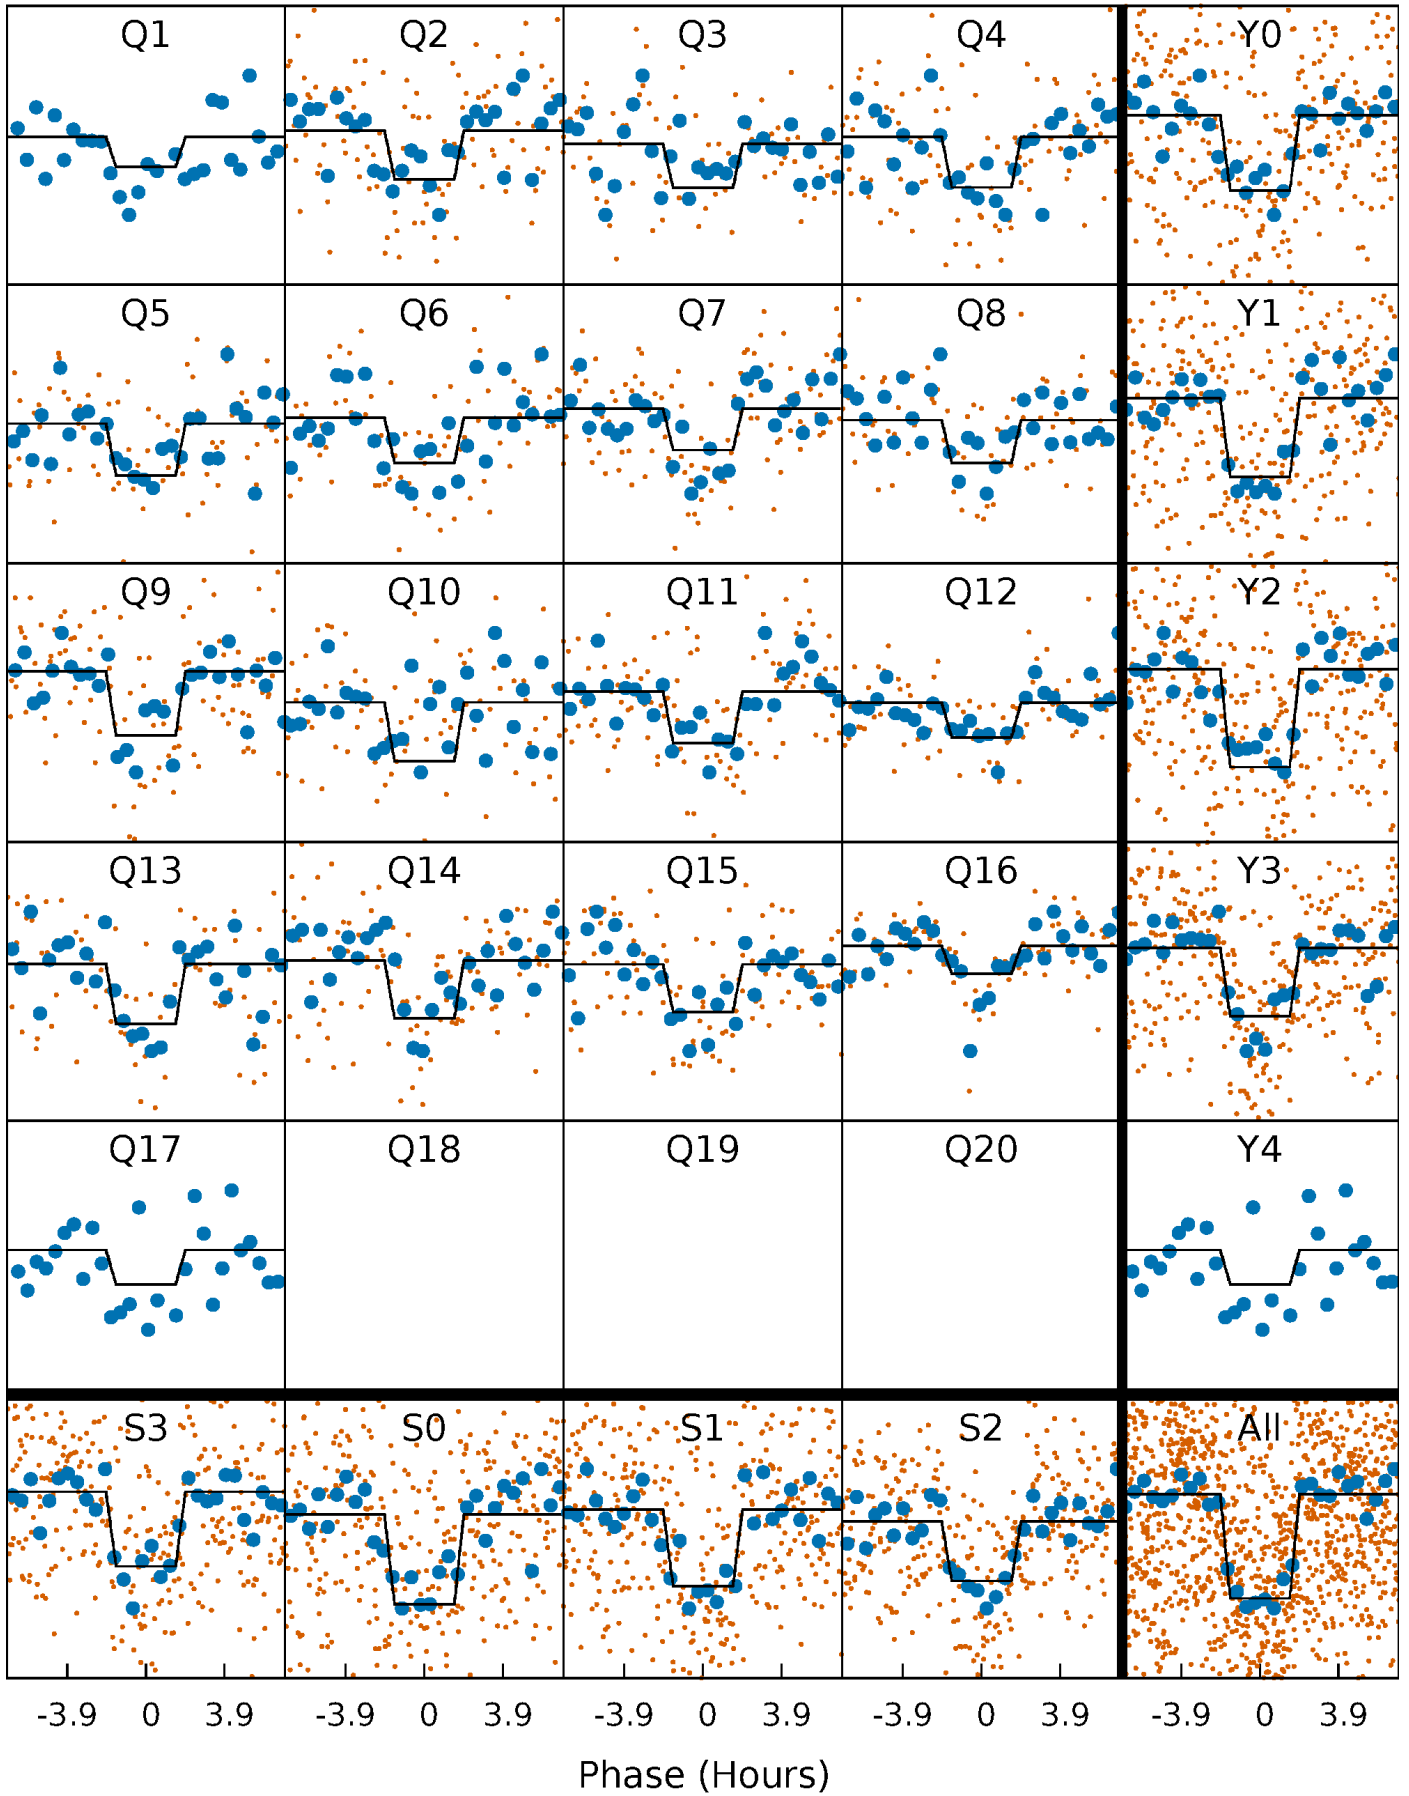 Q1 Q2 Q3 Q4 Y0
Q5 Q6 Q7 Q8 Y1
Q9 Q10 Q11 Q12 Y2
Q13 Q14 Q15 Q16 Y3
Q17 Q18 Q19 Q20 Y4
S3 S0 S1 S2 All
-3.9 0 3.9 -3.9 0 3.9 -3.9 0 3.9 -3.9 0 3.9 -3.9 0 3.9
Phase (Hours)